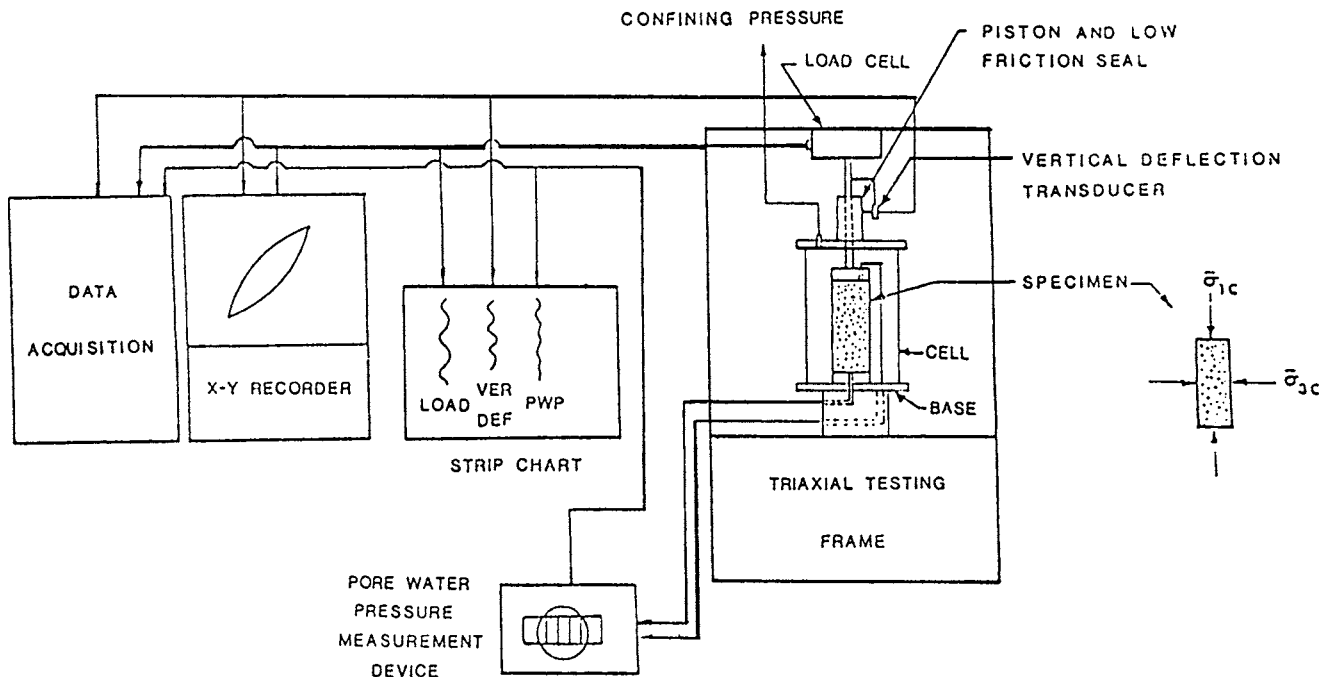 CONFINING PRESSURE
PISTON AND LOW
FRICTION SEAL
LOAD CELL
VERTICAL DEFLECTION
TRANSDUCER
DATA
ACQUISITION
X-Y RECORDER
LOAD
VER
DEF
PWP
STRIP CHART
SPECIMEN
CELL
BASE
σ̄1C
σ̄3C
TRIAXIAL TESTING
FRAME
PORE WATER
PRESSURE
MEASUREMENT
DEVICE